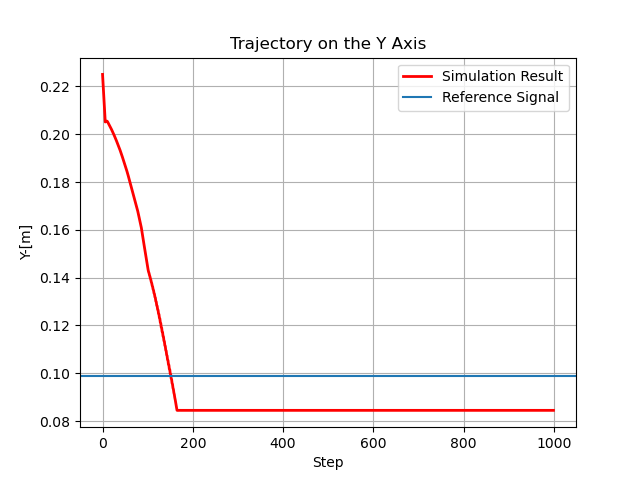 Trajectory on the Y Axis
Simulation Result
Reference Signal
Y-[m]
0.22
0.20
0.18
0.16
0.14
0.12
0.10
0.08
0 200 400 600 800 1000
Step